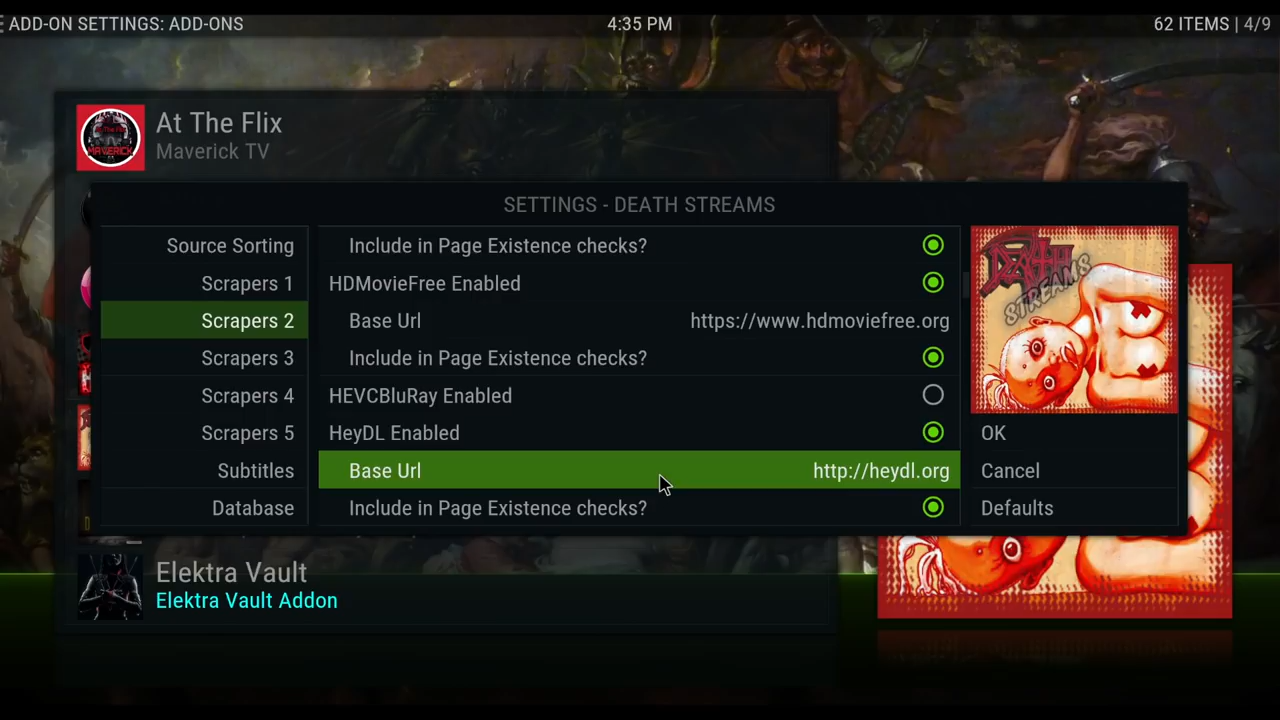 ADD-ON SETTINGS: ADD-ONS
4:35 PM
62 ITEMS | 4/9
At The Flix
Maverick TV
MAVERICK
SETTINGS - DEATH STREAMS
Source Sorting
Scrapers 1
Scrapers 2
Scrapers 3
Scrapers 4
Scrapers 5
Subtitles
Database
Include in Page Existence checks?
HDMovieFree Enabled
Base Url https://www.hdmoviefree.org
Include in Page Existence checks?
HEVCBluRay Enabled
HeyDL Enabled
Base Url http://heydl.org
Include in Page Existence checks?
DEATH
STREAMS
OK
Cancel
Defaults
Elektra Vault
Elektra Vault Addon